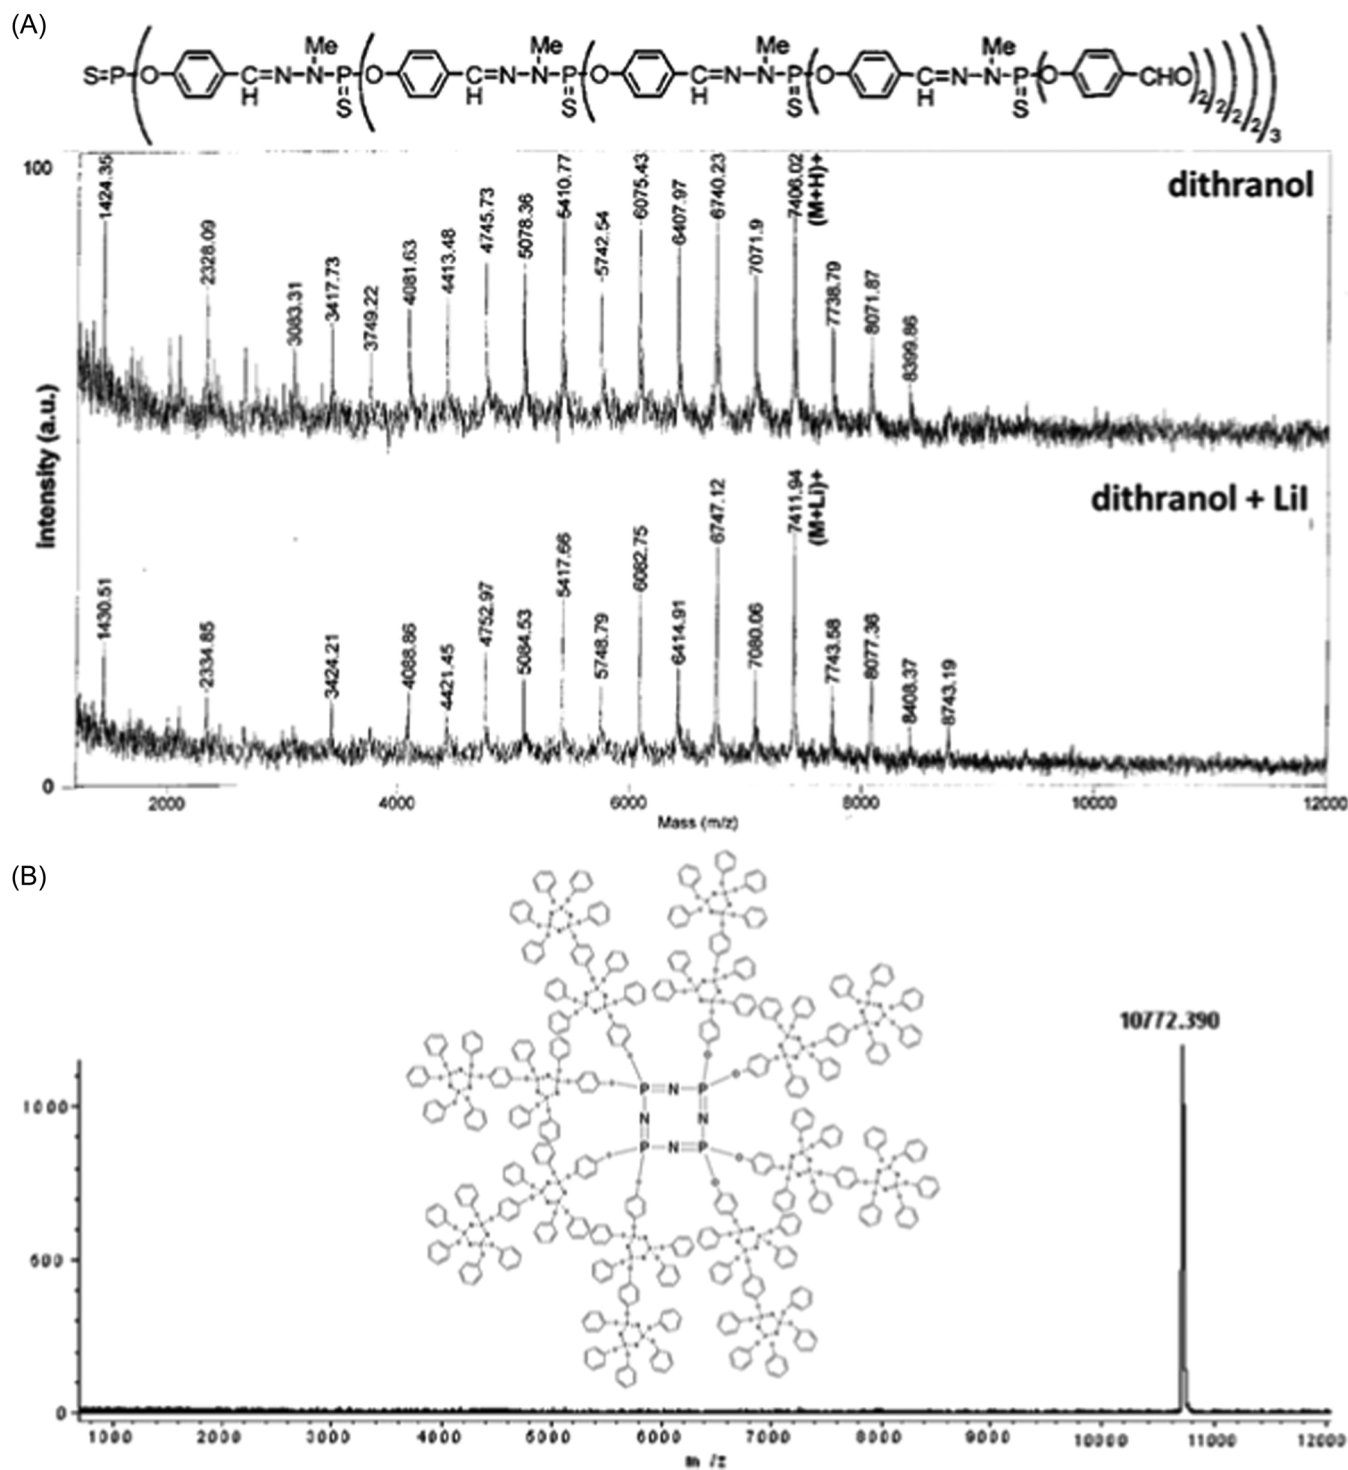 (A)
Me Me Me Me
S=P O C=N N P O C=N N P O C=N N P O C=N N P O CHO
H S H S H S H S
2 2 2 2 3
100
dithranol
1424.35
2328.09
3083.31
3417.73
3749.22
4081.63
4413.48
4745.73
5078.36
5410.77
5742.54
6075.43
6407.97
6740.23
7071.9
7406.02
(M+H)+
7738.79
8071.87
8399.86
Intensity (a.u.)
dithranol + LiI
1430.51
2334.85
3424.21
4088.86
4421.45
4752.97
5084.53
5417.66
5748.79
6082.75
6414.91
6747.12
7080.06
7411.94
(M+Li)+
7743.58
8077.36
8408.37
8743.19
0
2000 4000 6000 8000 10000 12000
Mass (m/z)
(B)
10772.390
P=N-P
N N
P-N=P
1000
500
0
1000 2000 3000 4000 5000 6000 7000 8000 9000 10000 11000 12000
m/z